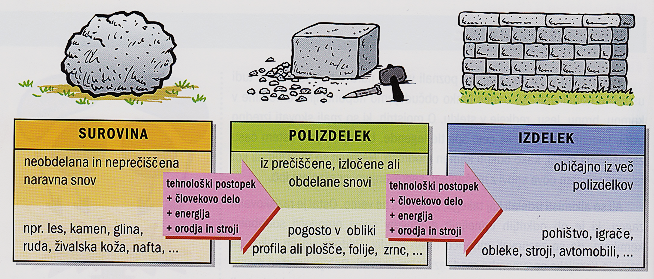 SUROVINA
neobdelana in neprečiščena
naravna snov
npr. les, kamen, glina,
ruda, živalska koža, nafta, ...
tehnološki postopek
+ človekovo delo
+ energija
+ orodja in stroji
POLIZDELEK
iz prečiščene, izločene ali
obdelane snovi
pogosto v obliki
profila ali plošče, folije, zrnc, ...
tehnološki postopek
+ človekovo delo
+ energija
+ orodja in stroji
IZDELEK
običajno iz več
polizdelkov
pohištvo, igrače,
obleke, stroji, avtomobili, ...